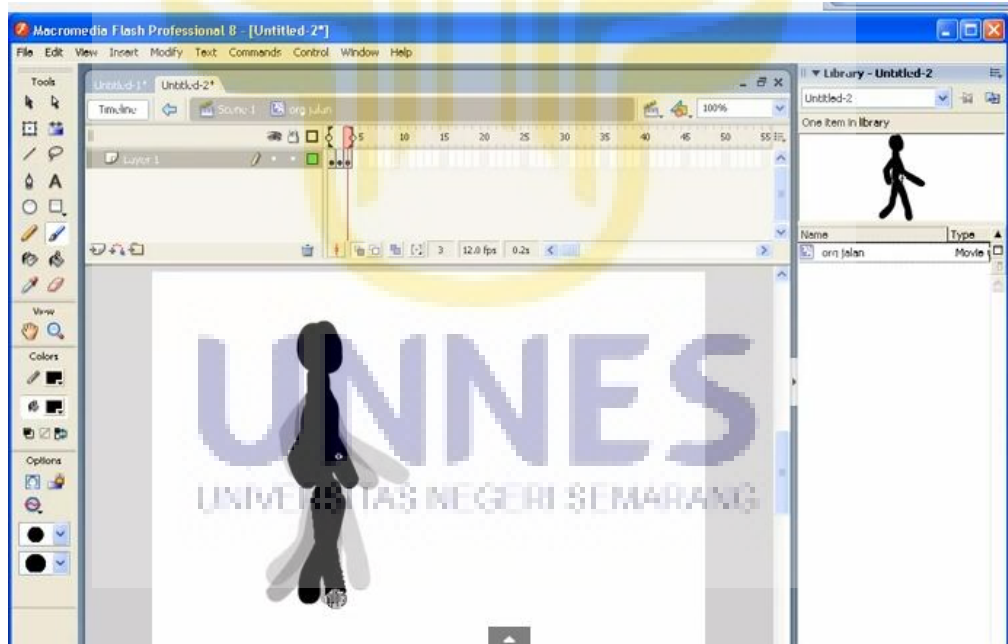 Macromedia Flash Professional 8 - [Untitled-2*]
File Edit View Insert Modify Text Commands Control Window Help
Tools
View
Colors
Options
Untitled-1* Untitled-2*
Timeline Scene 1 org jalan 100%
5 10 15 20 25 30 35 40 45 50 55
Layer 1
3 12.0 fps 0.2s
Library - Untitled-2
Untitled-2
One item in library
Name Type
org jalan Movie
UNNES
UNIVERSITAS NEGERI SEMARANG